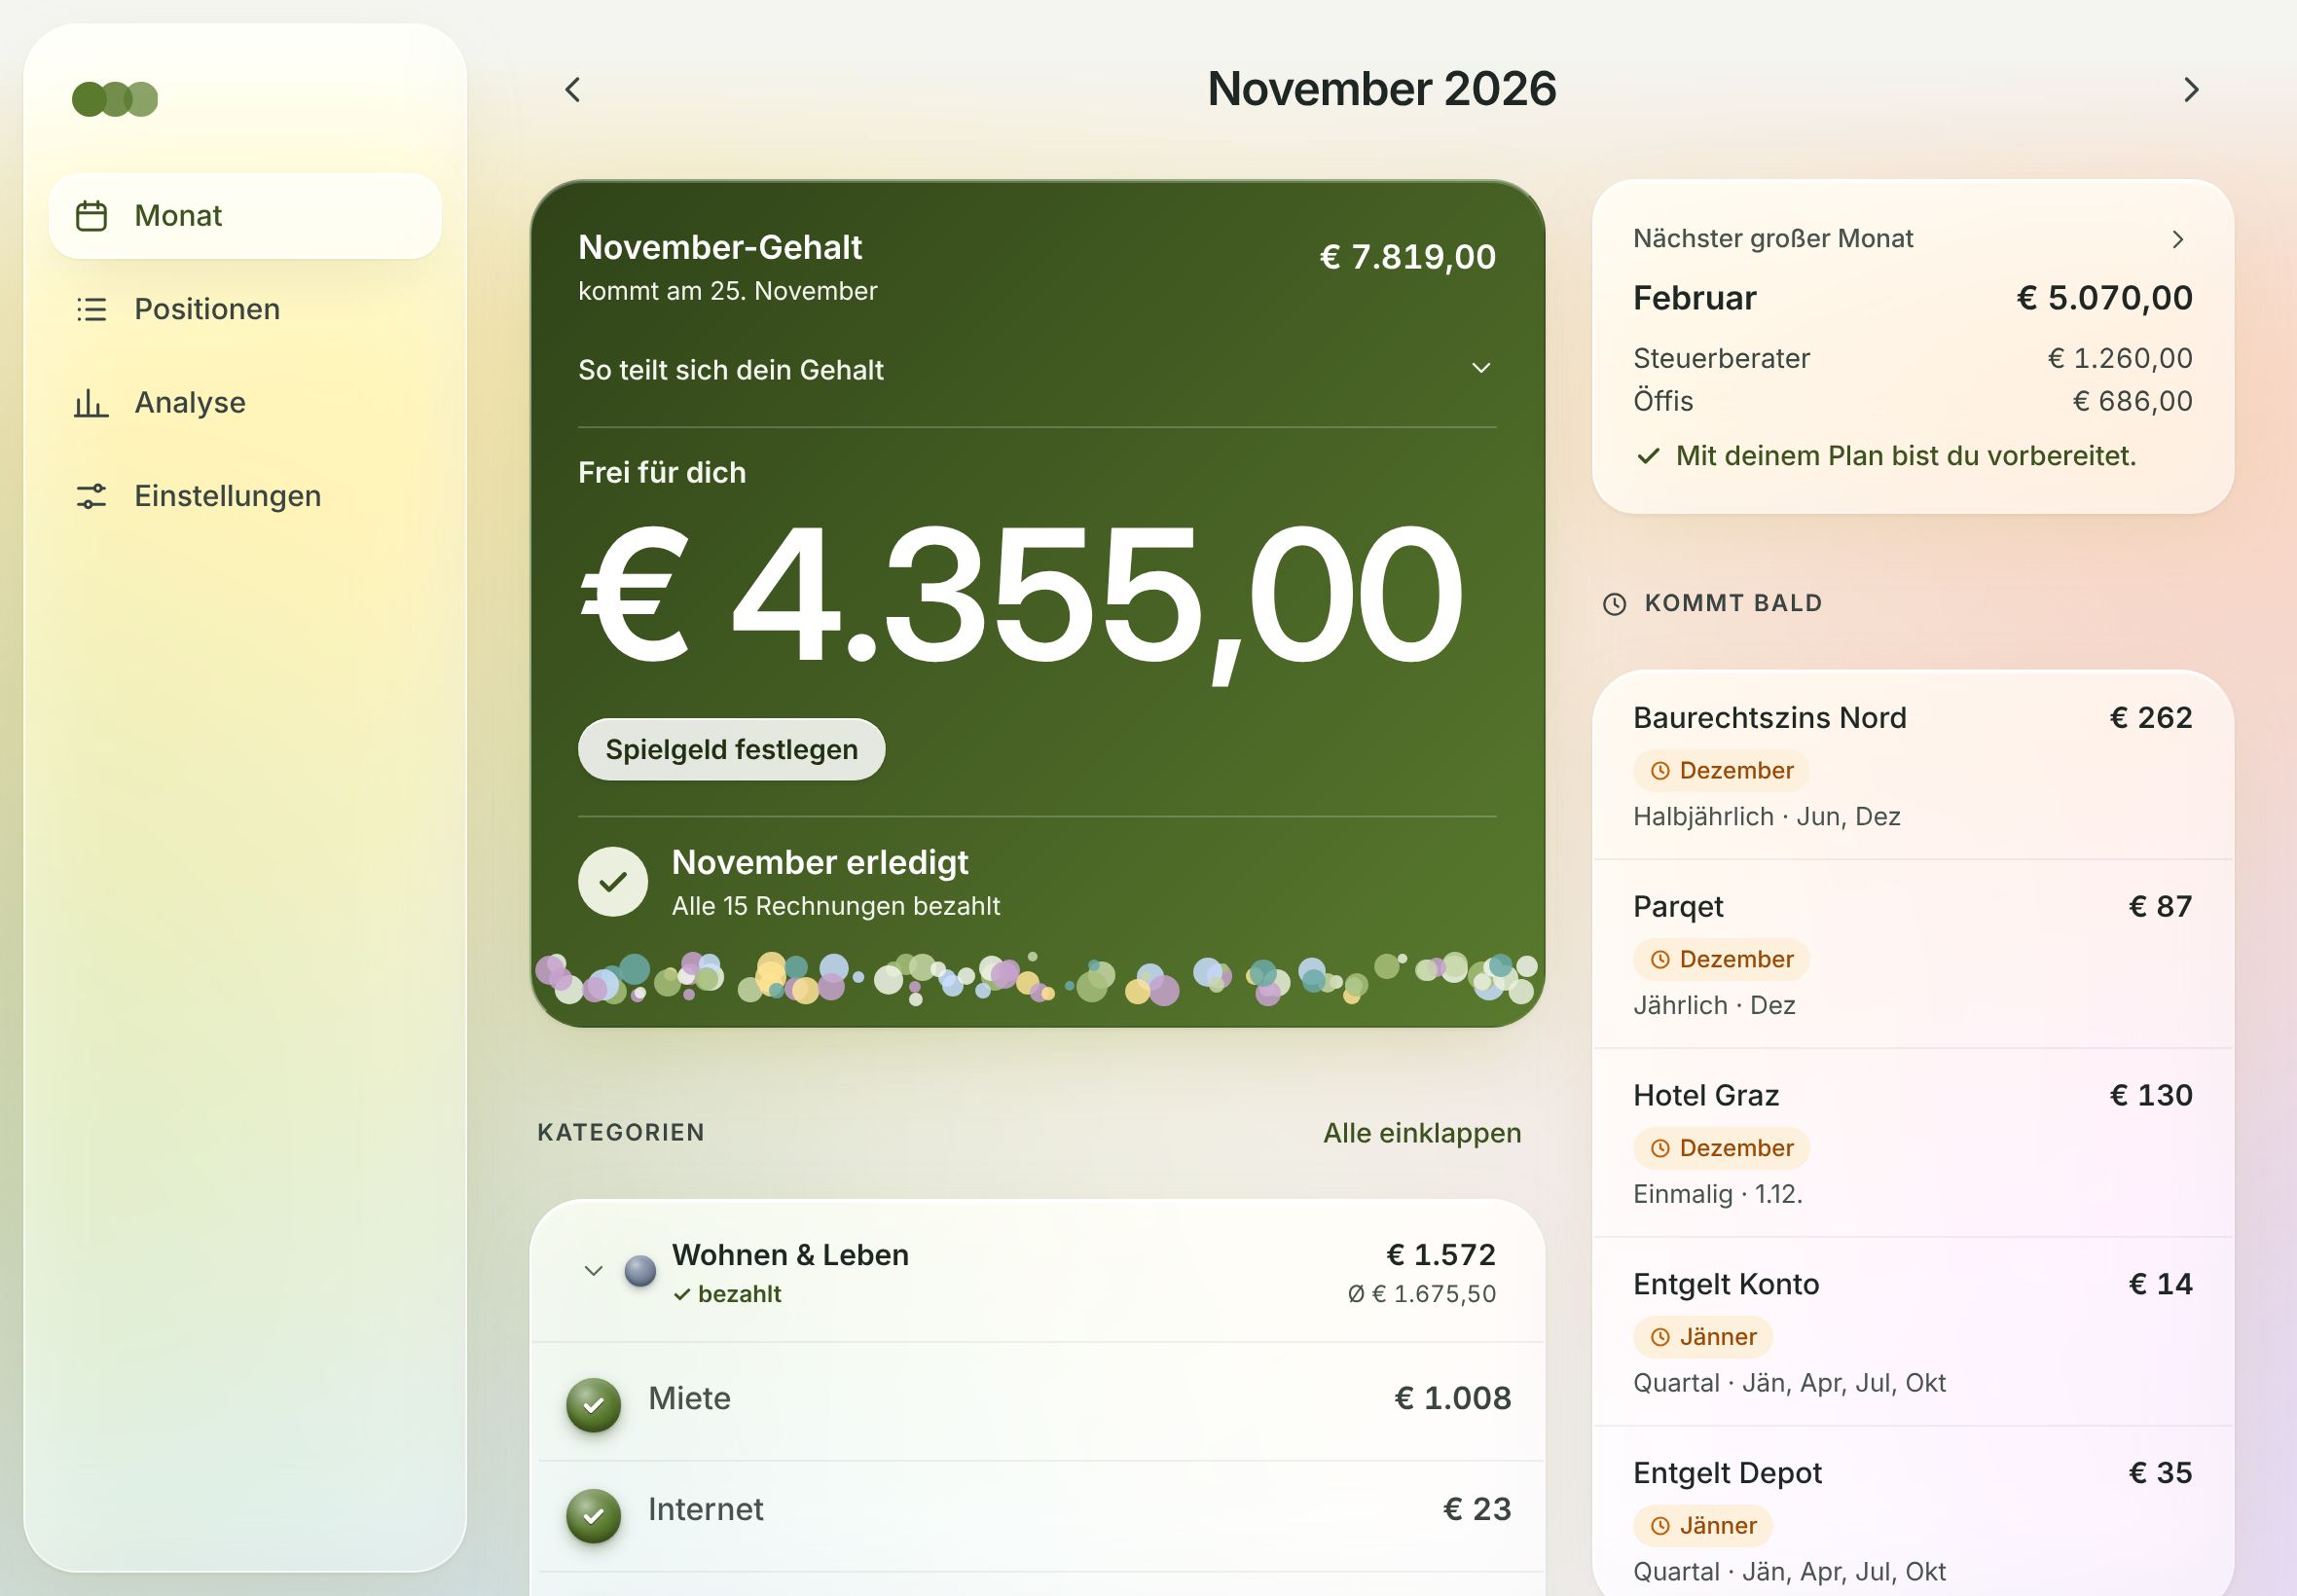 November 2026
Monat
Positionen
Analyse
Einstellungen
November-Gehalt
€ 7.819,00
kommt am 25. November
So teilt sich dein Gehalt
Frei für dich
€ 4.355,00
Spielgeld festlegen
November erledigt
Alle 15 Rechnungen bezahlt
KATEGORIEN
Alle einklappen
Wohnen & Leben
€ 1.572
bezahlt
Ø € 1.675,50
Miete
€ 1.008
Internet
€ 23
Nächster großer Monat
Februar
€ 5.070,00
Steuerberater
€ 1.260,00
Öffis
€ 686,00
Mit deinem Plan bist du vorbereitet.
KOMMT BALD
Baurechtszins Nord
€ 262
Dezember
Halbjährlich · Jun, Dez
Parqet
€ 87
Dezember
Jährlich · Dez
Hotel Graz
€ 130
Dezember
Einmalig · 1.12.
Entgelt Konto
€ 14
Jänner
Quartal · Jän, Apr, Jul, Okt
Entgelt Depot
€ 35
Jänner
Quartal · Jän, Apr, Jul, Okt